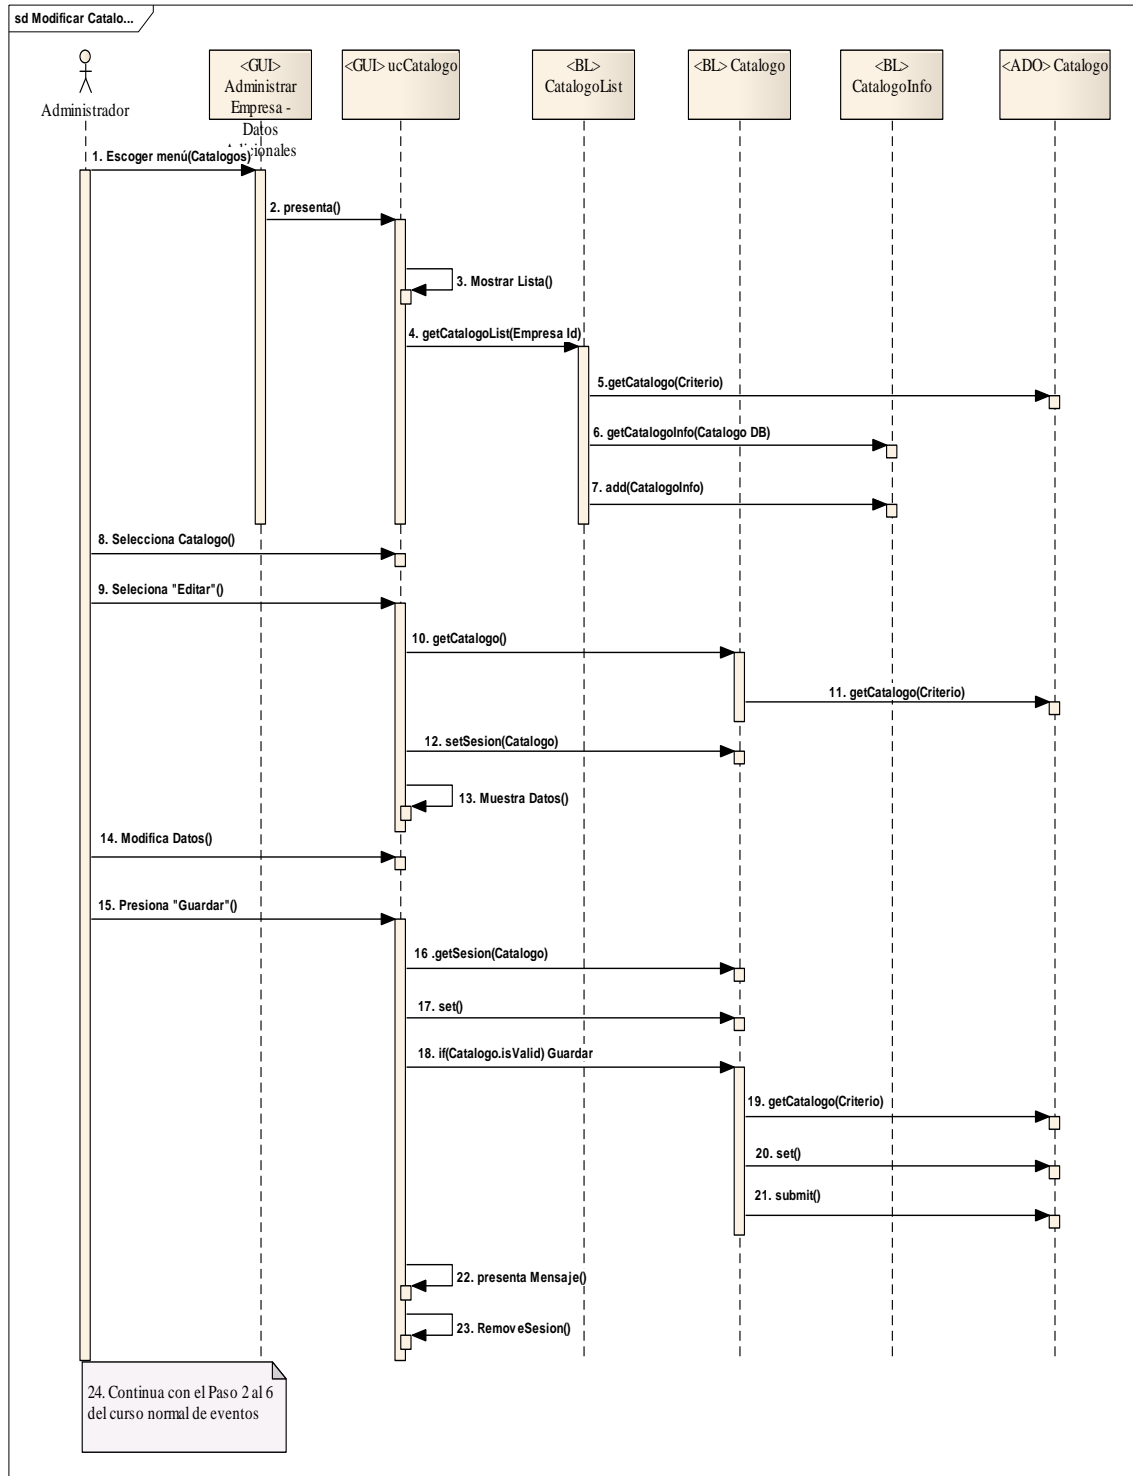 sd Modificar Catalo...
Administrador
<GUI>
Administrar
Empresa -
Datos
Adicionales
<GUI> ucCatalogo
<BL>
CatalogoList
<BL> Catalogo
<BL>
CatalogoInfo
<ADO> Catalogo
1. Escoger menú(Catalogos)
2. presenta()
3. Mostrar Lista()
4. getCatalogoList(Empresa Id)
5.getCatalogo(Criterio)
6. getCatalogoInfo(Catalogo DB)
7. add(CatalogoInfo)
8. Selecciona Catalogo()
9. Seleciona "Editar"()
10. getCatalogo()
11. getCatalogo(Criterio)
12. setSesion(Catalogo)
13. Muestra Datos()
14. Modifica Datos()
15. Presiona "Guardar"()
16 .getSesion(Catalogo)
17. set()
18. if(Catalogo.isValid) Guardar
19. getCatalogo(Criterio)
20. set()
21. submit()
22. presenta Mensaje()
23. RemoveSesion()
24. Continua con el Paso 2 al 6
del curso normal de eventos